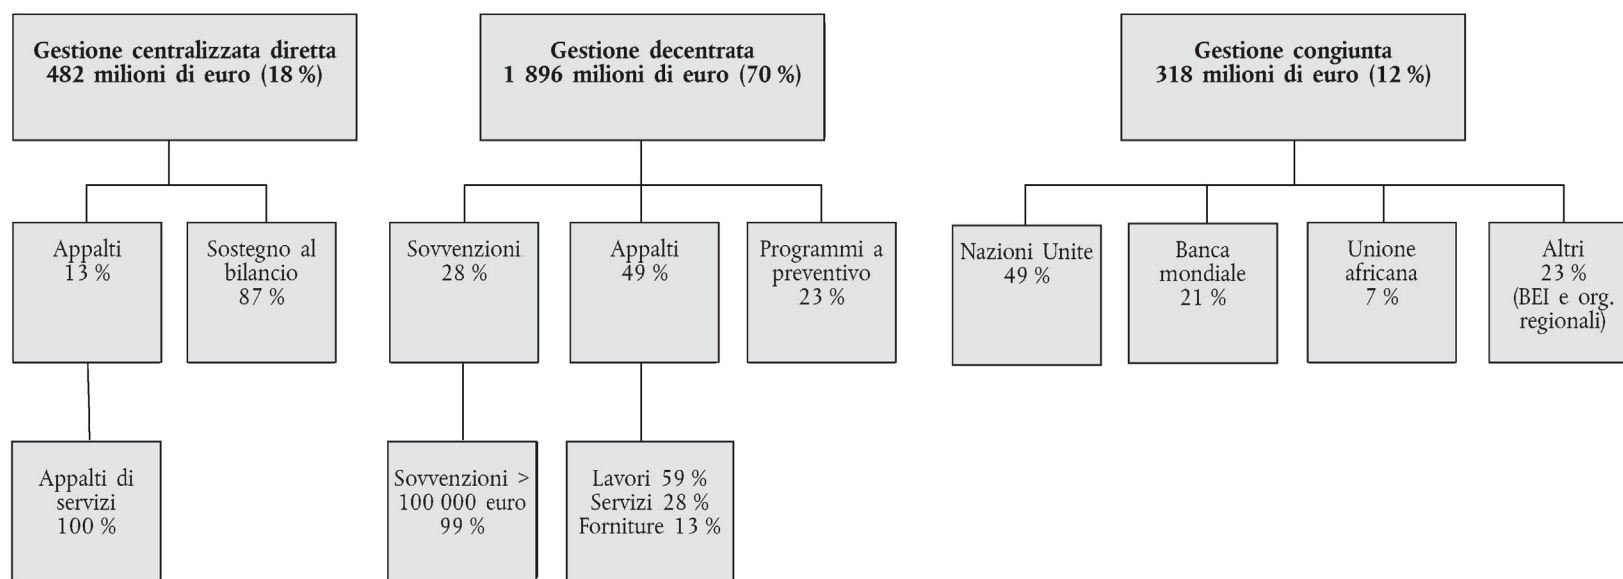 Gestione centralizzata diretta
482 milioni di euro (18 %)
Gestione decentrata
1 896 milioni di euro (70 %)
Gestione congiunta
318 milioni di euro (12 %)
Appalti
13 %
Sostegno al
bilancio
87 %
Sovvenzioni
28 %
Appalti
49 %
Programmi a
preventivo
23 %
Nazioni Unite
49 %
Banca
mondiale
21 %
Unione
africana
7 %
Altri
23 %
(BEI e org.
regionali)
Appalti di
servizi
100 %
Sovvenzioni >
100 000 euro
99 %
Lavori 59 %
Servizi 28 %
Forniture 13 %